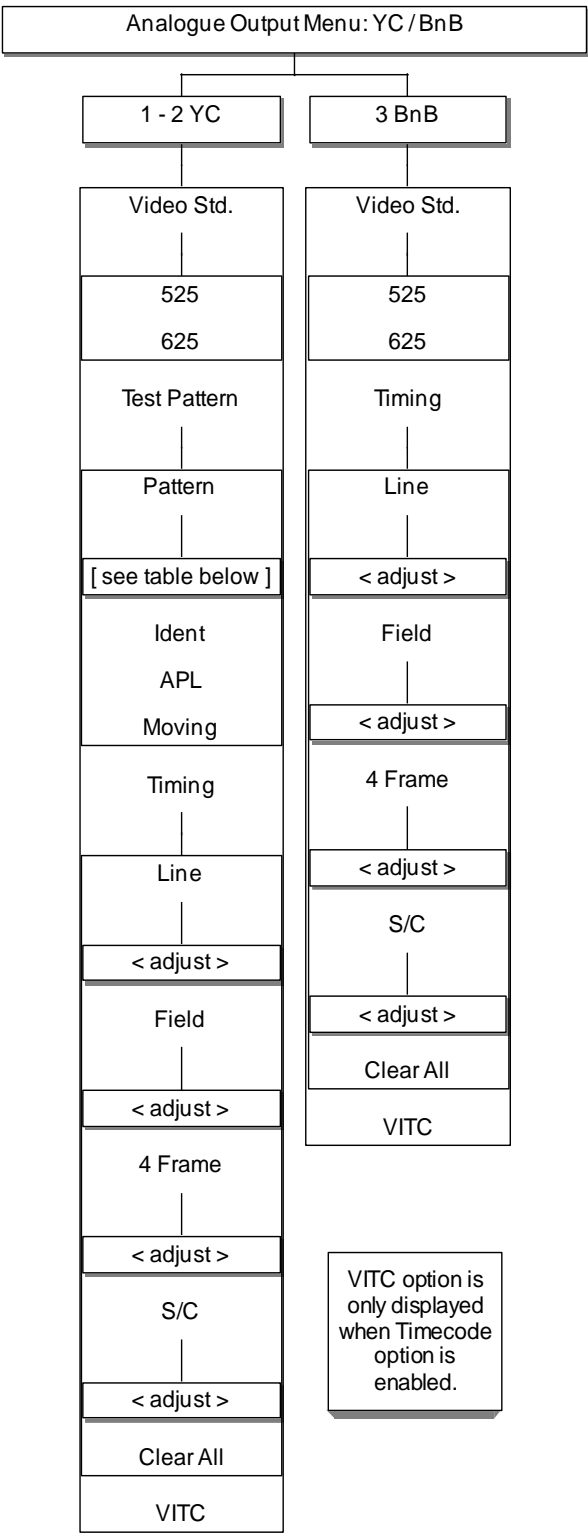 Analogue Output Menu: YC / BnB
1 - 2 YC
Video Std.
525
625
Test Pattern
Pattern
[ see table below ]
Ident
APL
Moving
Timing
Line
< adjust >
Field
< adjust >
4 Frame
< adjust >
S/C
< adjust >
Clear All
VITC
3 BnB
Video Std.
525
625
Timing
Line
< adjust >
Field
< adjust >
4 Frame
< adjust >
S/C
< adjust >
Clear All
VITC
VITC option is
only displayed
when Timecode
option is
enabled.